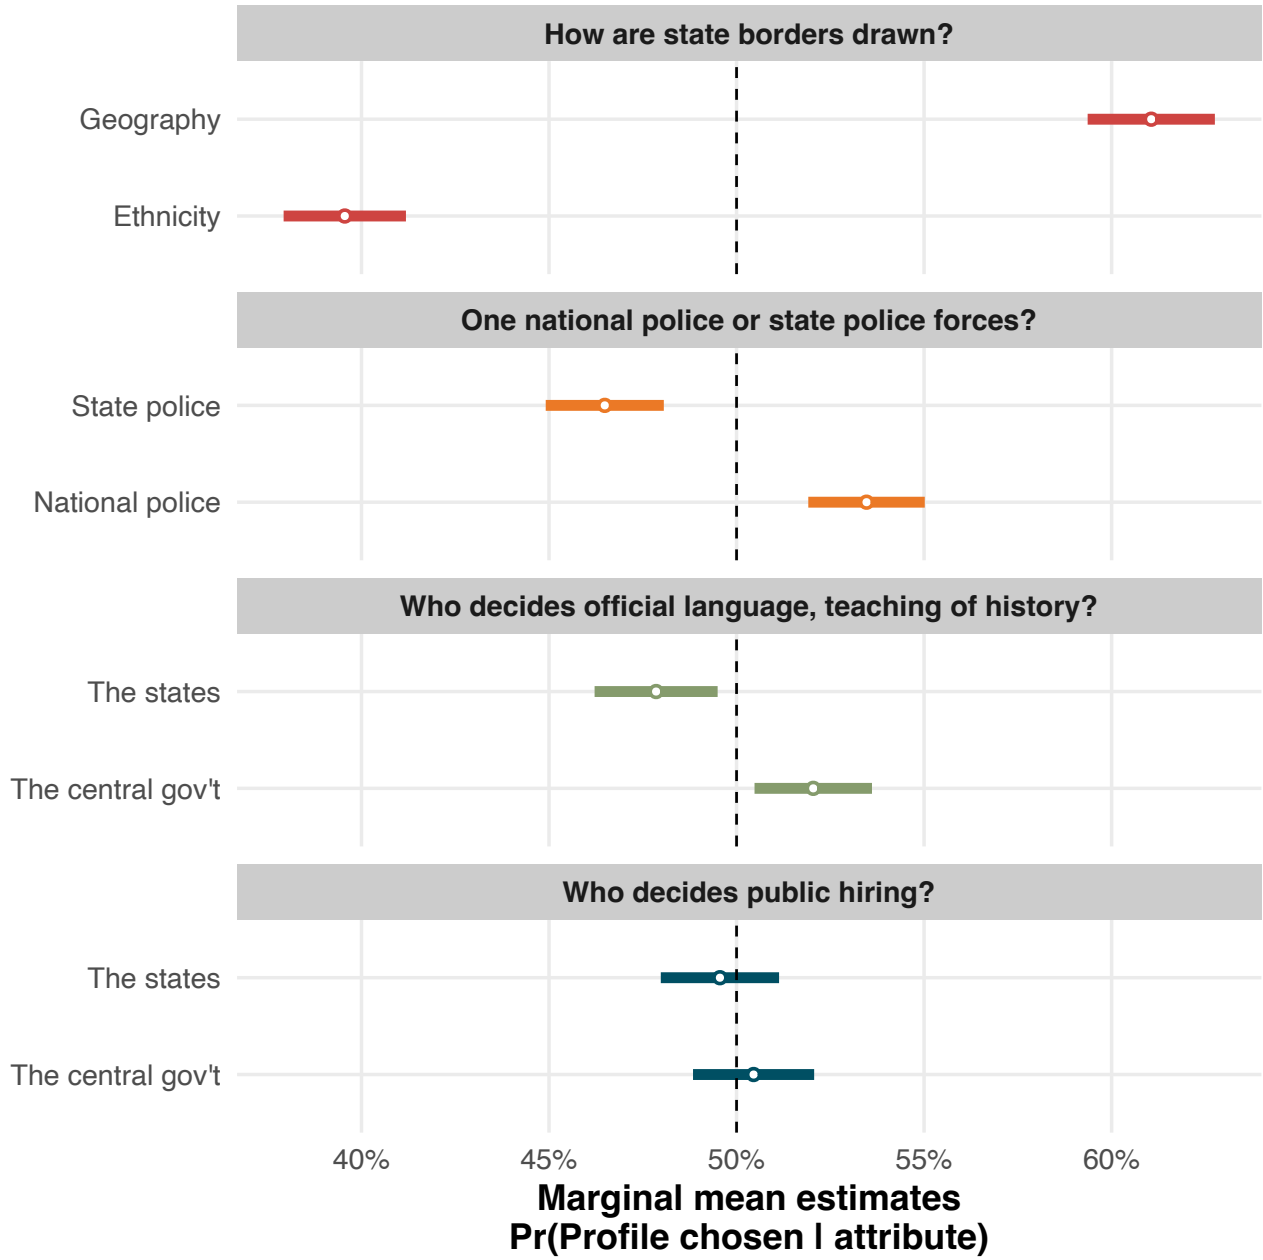 How are state borders drawn?
Geography
Ethnicity
One national police or state police forces?
State police
National police
Who decides official language, teaching of history?
The states
The central gov't
Who decides public hiring?
The states
The central gov't
40% 45% 50% 55% 60%
Marginal mean estimates
Pr(Profile chosen | attribute)